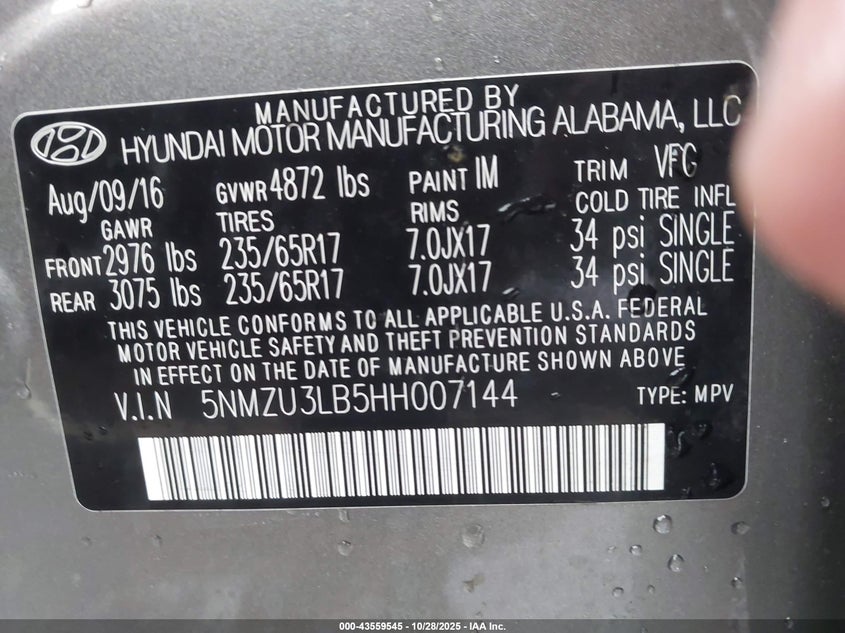 MANUFACTURED BY
HYUNDAI MOTOR MANUFACTURING ALABAMA, LLC
Aug/09/16 GVWR 4872 lbs PAINT IM TRIM VFG
GAWR TIRES RIMS COLD TIRE INFL
FRONT 2976 lbs 235/65R17 7.0JX17 34 psi SINGLE
REAR 3075 lbs 235/65R17 7.0JX17 34 psi SINGLE
THIS VEHICLE CONFORMS TO ALL APPLICABLE U.S.A. FEDERAL
MOTOR VEHICLE SAFETY AND THEFT PREVENTION STANDARDS
IN EFFECT ON THE DATE OF MANUFACTURE SHOWN ABOVE
V.I.N 5NMZU3LB5HH007144 TYPE: MPV
000-43559545 - 10/28/2025 - IAA Inc.